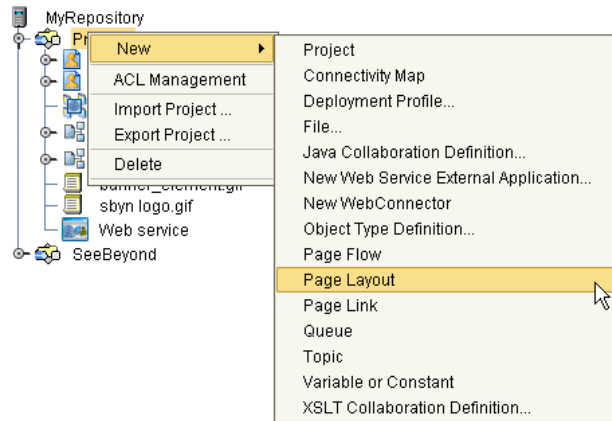 MyRepository
Pr
New
ACL Management
Import Project ...
Export Project ...
Delete
banner_element.gif
sbyn logo.gif
Web service
SeeBeyond
Project
Connectivity Map
Deployment Profile...
File...
Java Collaboration Definition...
New Web Service External Application...
New WebConnector
Object Type Definition...
Page Flow
Page Layout
Page Link
Queue
Topic
Variable or Constant
XSLT Collaboration Definition...